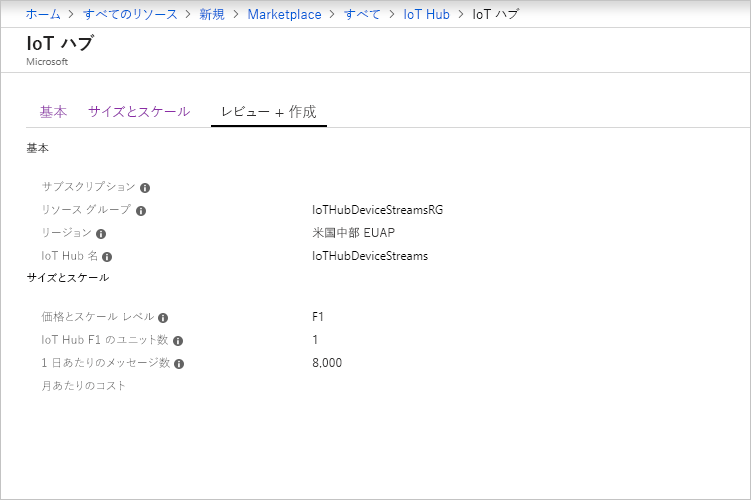 ホーム > すべてのリソース > 新規 > Marketplace > すべて > IoT Hub > IoT ハブ
IoT ハブ
Microsoft
基本 サイズとスケール レビュー + 作成
基本
サブスクリプション
リソース グループ IoTHubDeviceStreamsRG
リージョン 米国中部 EUAP
IoT Hub 名 IoTHubDeviceStreams
サイズとスケール
価格とスケール レベル F1
IoT Hub F1 のユニット数 1
1 日あたりのメッセージ数 8,000
月あたりのコスト